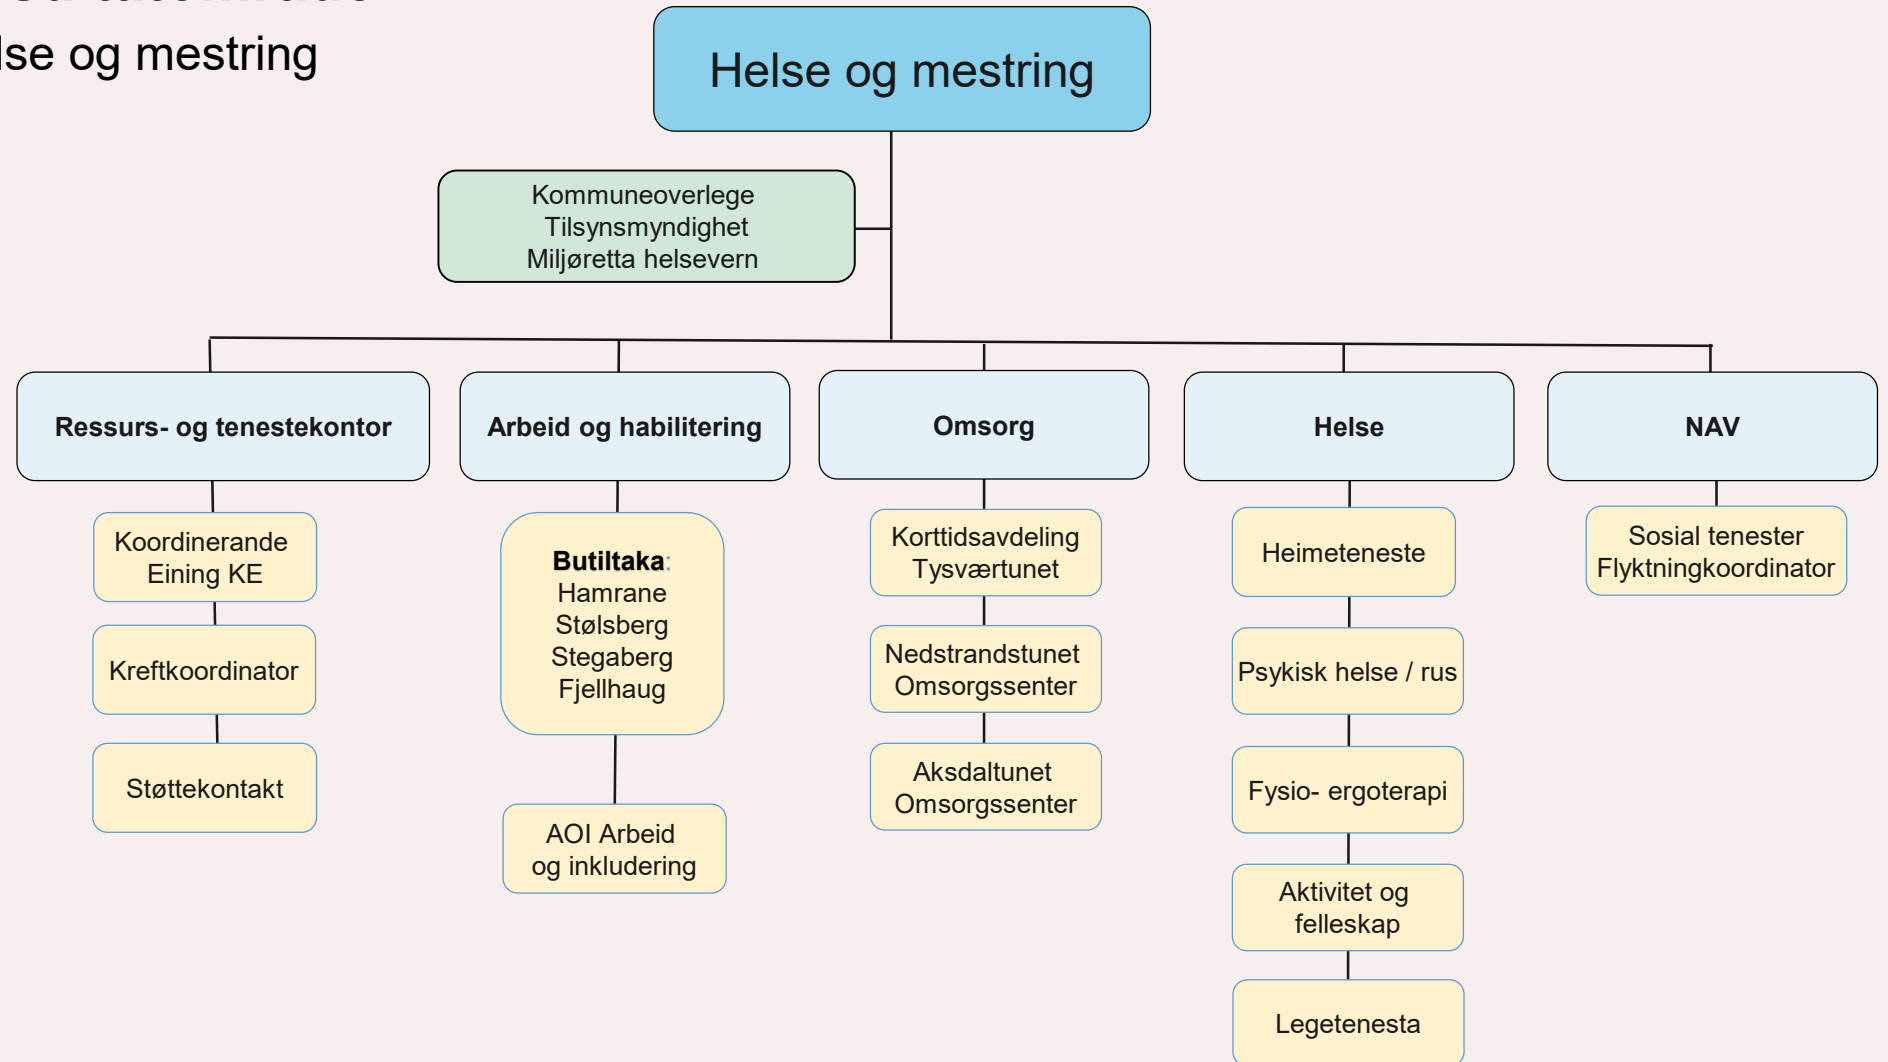 og mestring
Helse og mestring
Kommuneoverlege
Tilsynsmyndighet
Miljøretta helsevern
Ressurs- og tenestekontor
Koordinerande
Eining KE
Kreftkoordinator
Støttekontakt
Arbeid og habilitering
Butiltaka:
Hamrane
Stølsberg
Stegaberg
Fjellhaug
AOI Arbeid
og inkludering
Omsorg
Korttidsavdeling
Tysværtunet
Nedstrandstunet
Omsorgssenter
Aksdaltunet
Omsorgssenter
Helse
Heimeteneste
Psykisk helse / rus
Fysio- ergoterapi
Aktivitet og
felleskap
Legetenesta
NAV
Sosial tenester
Flyktningkoordinator